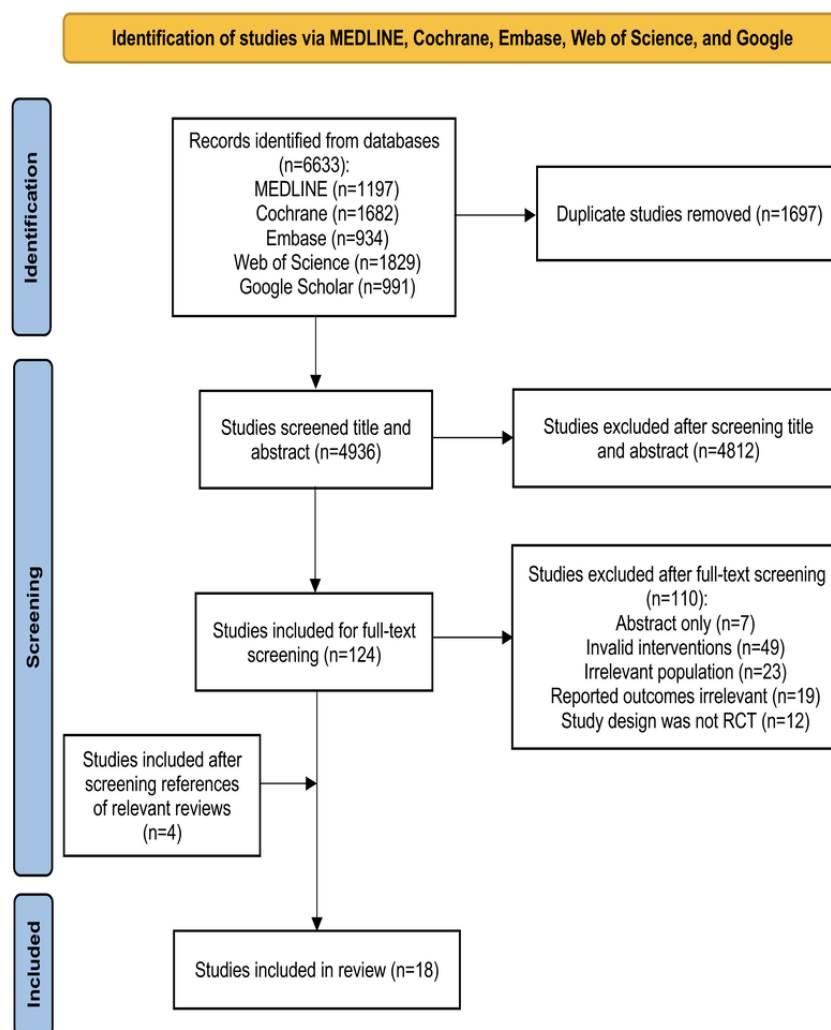 Identification of studies via MEDLINE, Cochrane, Embase, Web of Science, and Google
Identification
Records identified from databases
(n=6633):
MEDLINE (n=1197)
Cochrane (n=1682)
Embase (n=934)
Web of Science (n=1829)
Google Scholar (n=991)
Duplicate studies removed (n=1697)
Screening
Studies screened title and
abstract (n=4936)
Studies excluded after screening title
and abstract (n=4812)
Studies included for full-text
screening (n=124)
Studies excluded after full-text screening
(n=110):
Abstract only (n=7)
Invalid interventions (n=49)
Irrelevant population (n=23)
Reported outcomes irrelevant (n=19)
Study design was not RCT (n=12)
Studies included after
screening references
of relevant reviews
(n=4)
Included
Studies included in review (n=18)